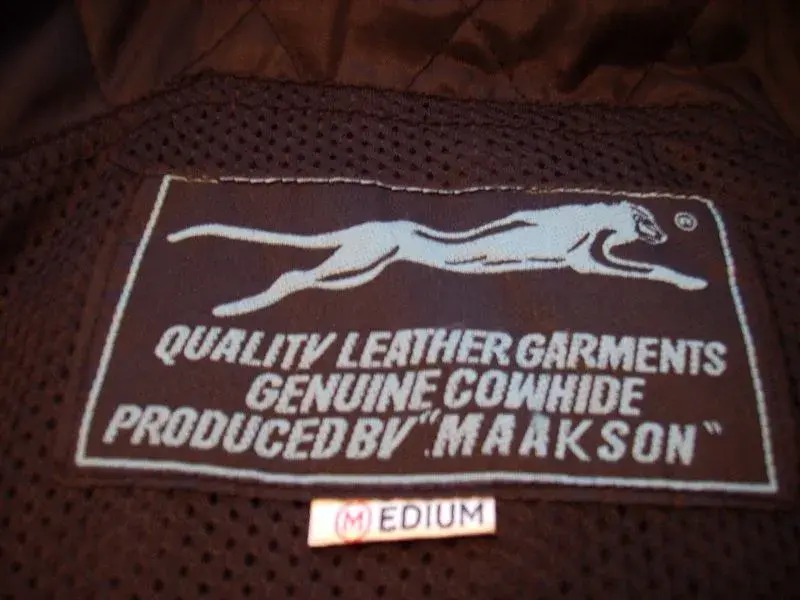 ®
QUALITY LEATHER GARMENTS
GENUINE COWHIDE
PRODUCED BY "MAAKSON"
MEDIUM